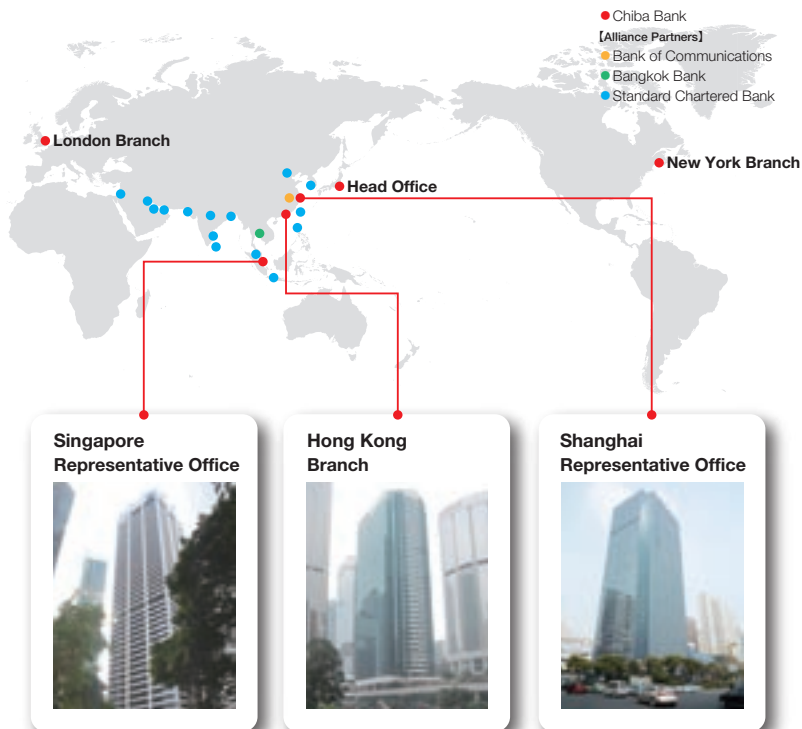 Chiba Bank
【Alliance Partners】
Bank of Communications
Bangkok Bank
Standard Chartered Bank
London Branch
Head Office
New York Branch
Singapore
Representative Office
Hong Kong
Branch
Shanghai
Representative Office